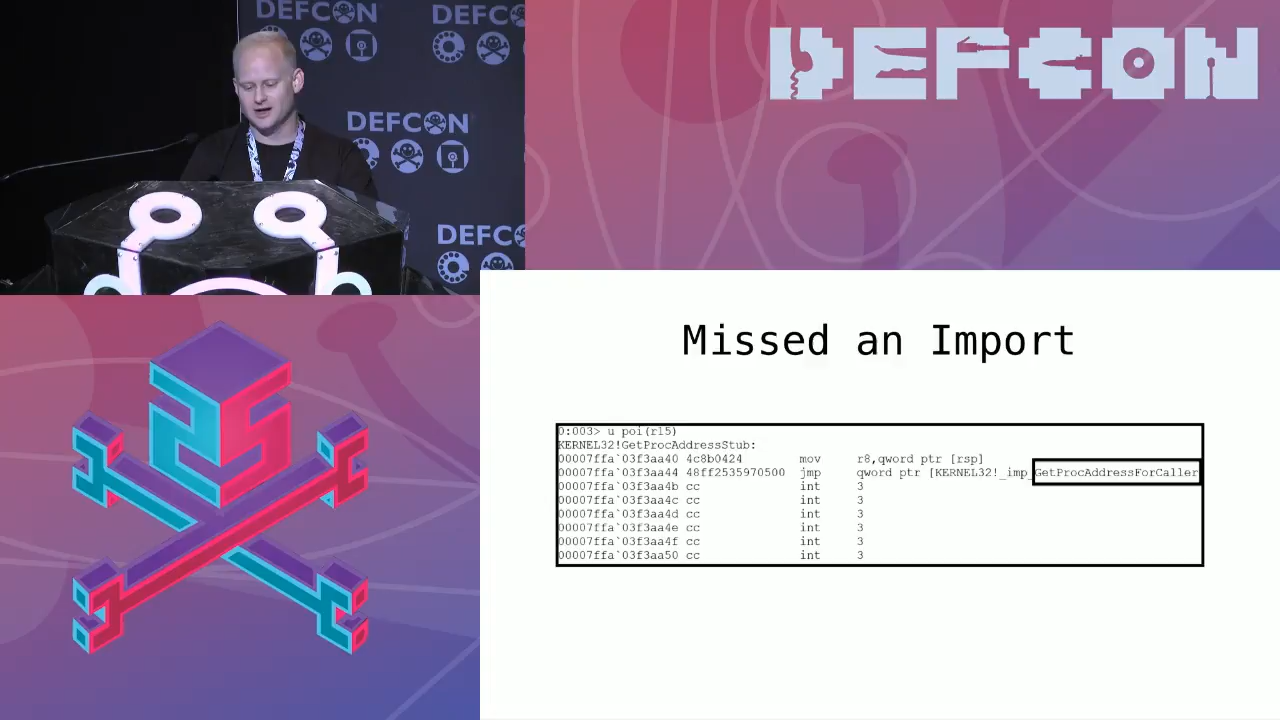 DEFCON
DEFC
DEFCON
DEFC
DEFCON
Missed an Import
0:003> u poi(r15)
KERNEL32!GetProcAddressStub:
00007ffa`03f3aa40 4c8b0424 mov r8,qword ptr [rsp]
00007ffa`03f3aa44 48ff2535970500 jmp qword ptr [KERNEL32!_imp_GetProcAddressForCaller
00007ffa`03f3aa4b cc int 3
00007ffa`03f3aa4c cc int 3
00007ffa`03f3aa4d cc int 3
00007ffa`03f3aa4e cc int 3
00007ffa`03f3aa4f cc int 3
00007ffa`03f3aa50 cc int 3